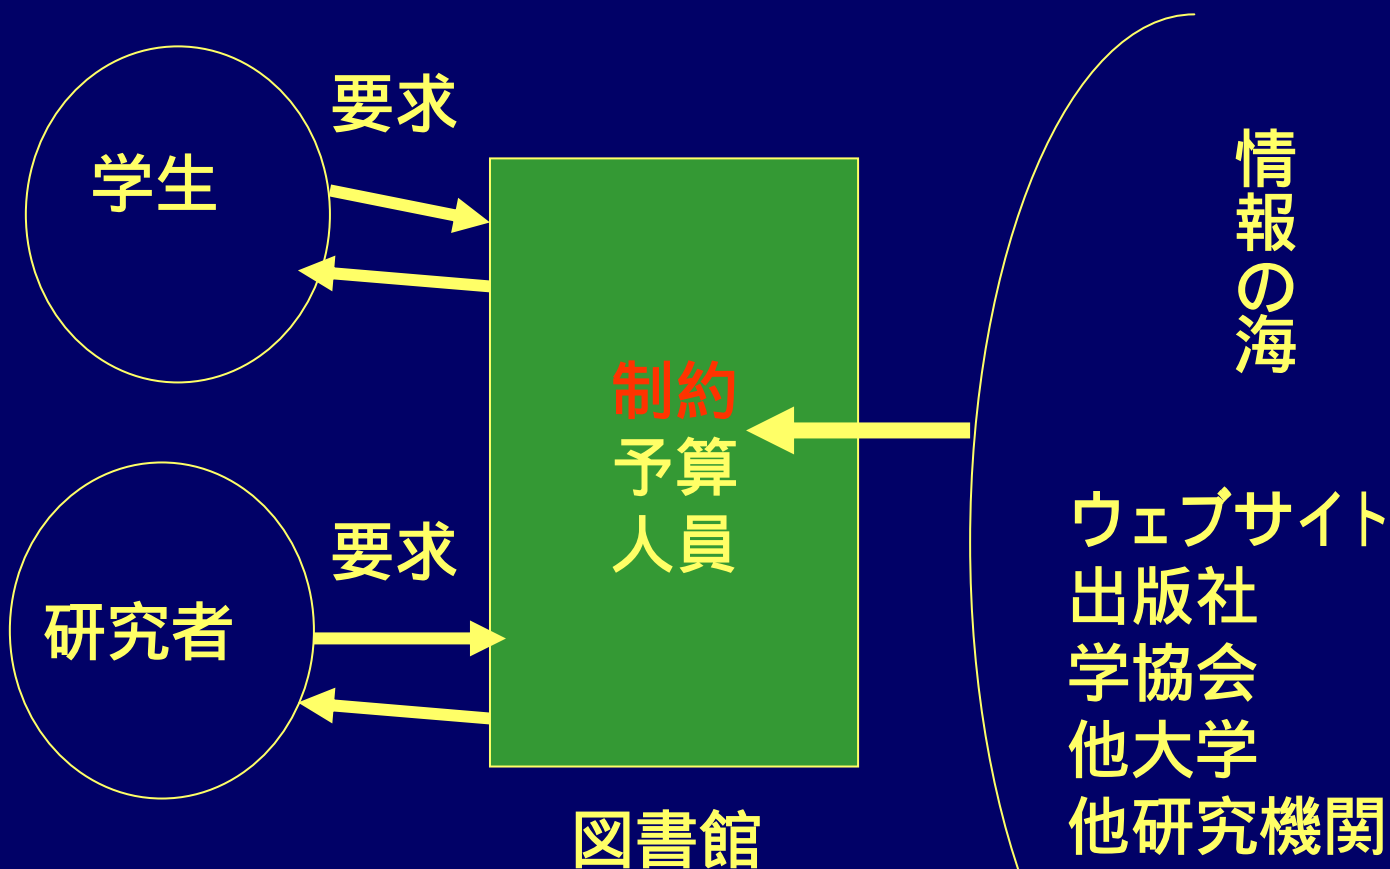 要求
学生
制約
予算
人員
要求
研究者
図書館
情報の海
ウェブサイト
出版社
学協会
他大学
他研究機関